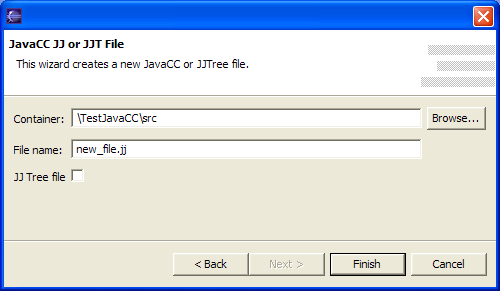 JavaCC JJ or JJT File
This wizard creates a new JavaCC or JJTree file.
Container: \TestJavaCC\src Browse...
File name: new_file.jj
JJ Tree file
< Back Next > Finish Cancel